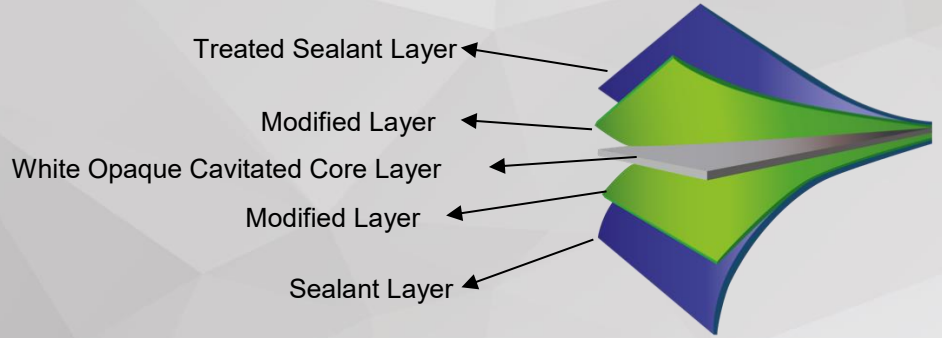 Treated Sealant Layer
Modified Layer
White Opaque Cavitated Core Layer
Modified Layer
Sealant Layer